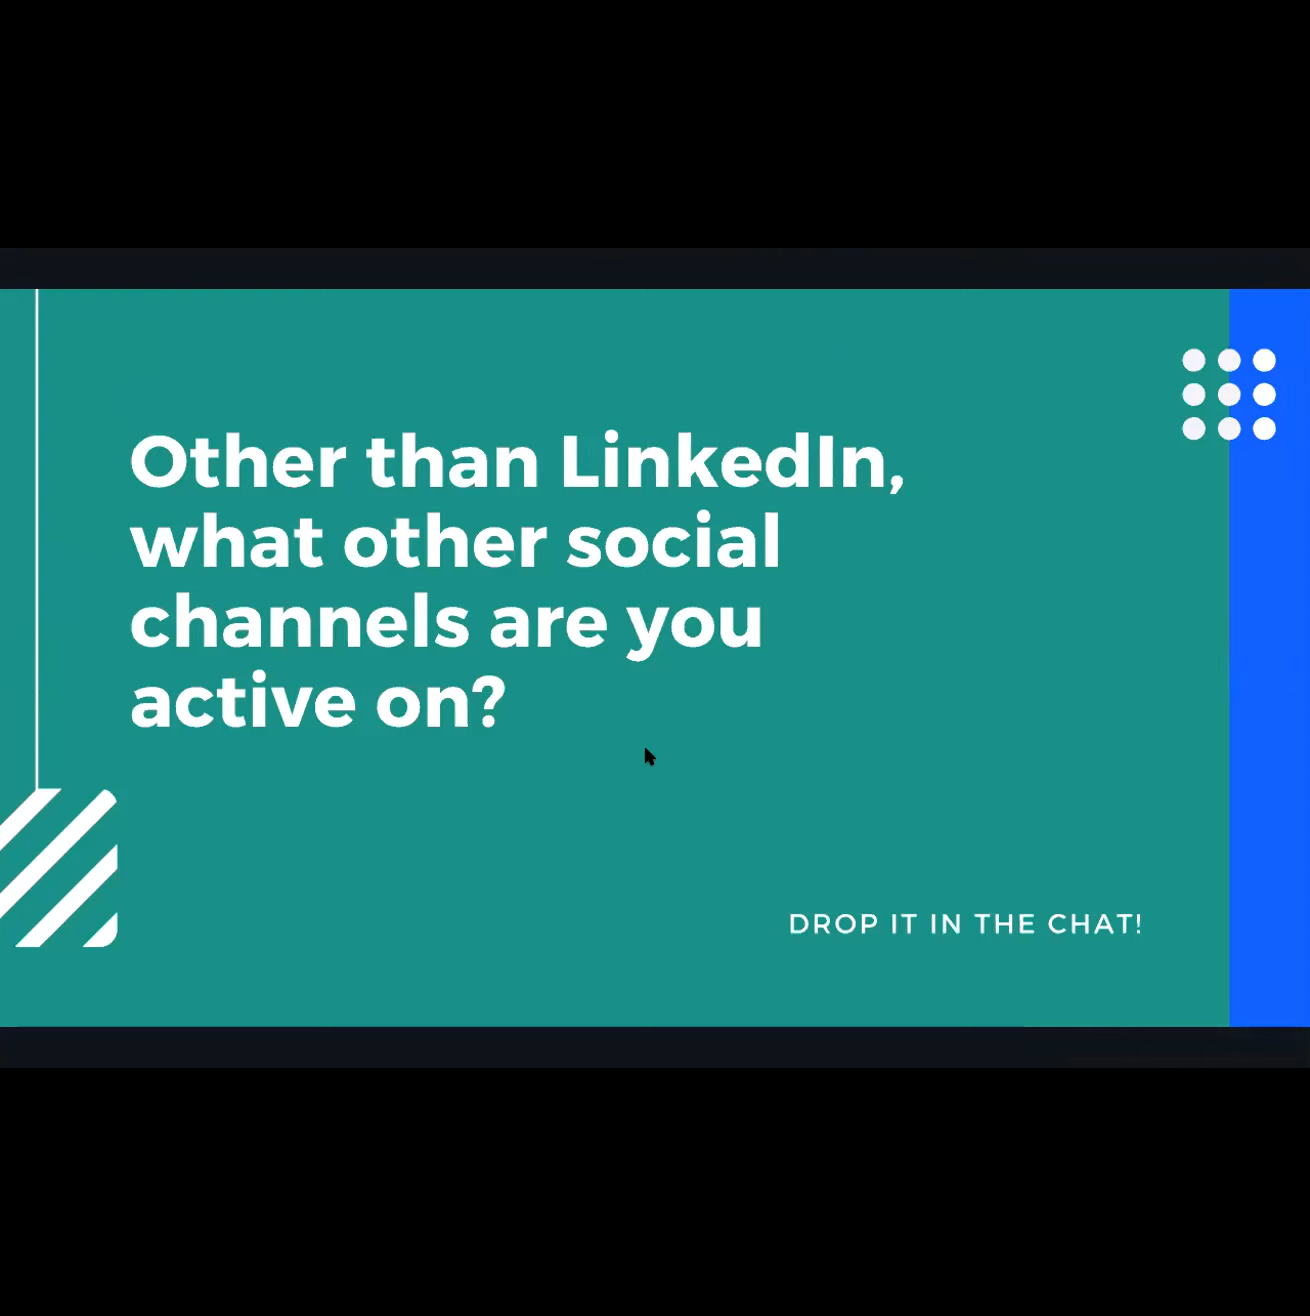 Other than LinkedIn,
what other social
channels are you
active on?
DROP IT IN THE CHAT!